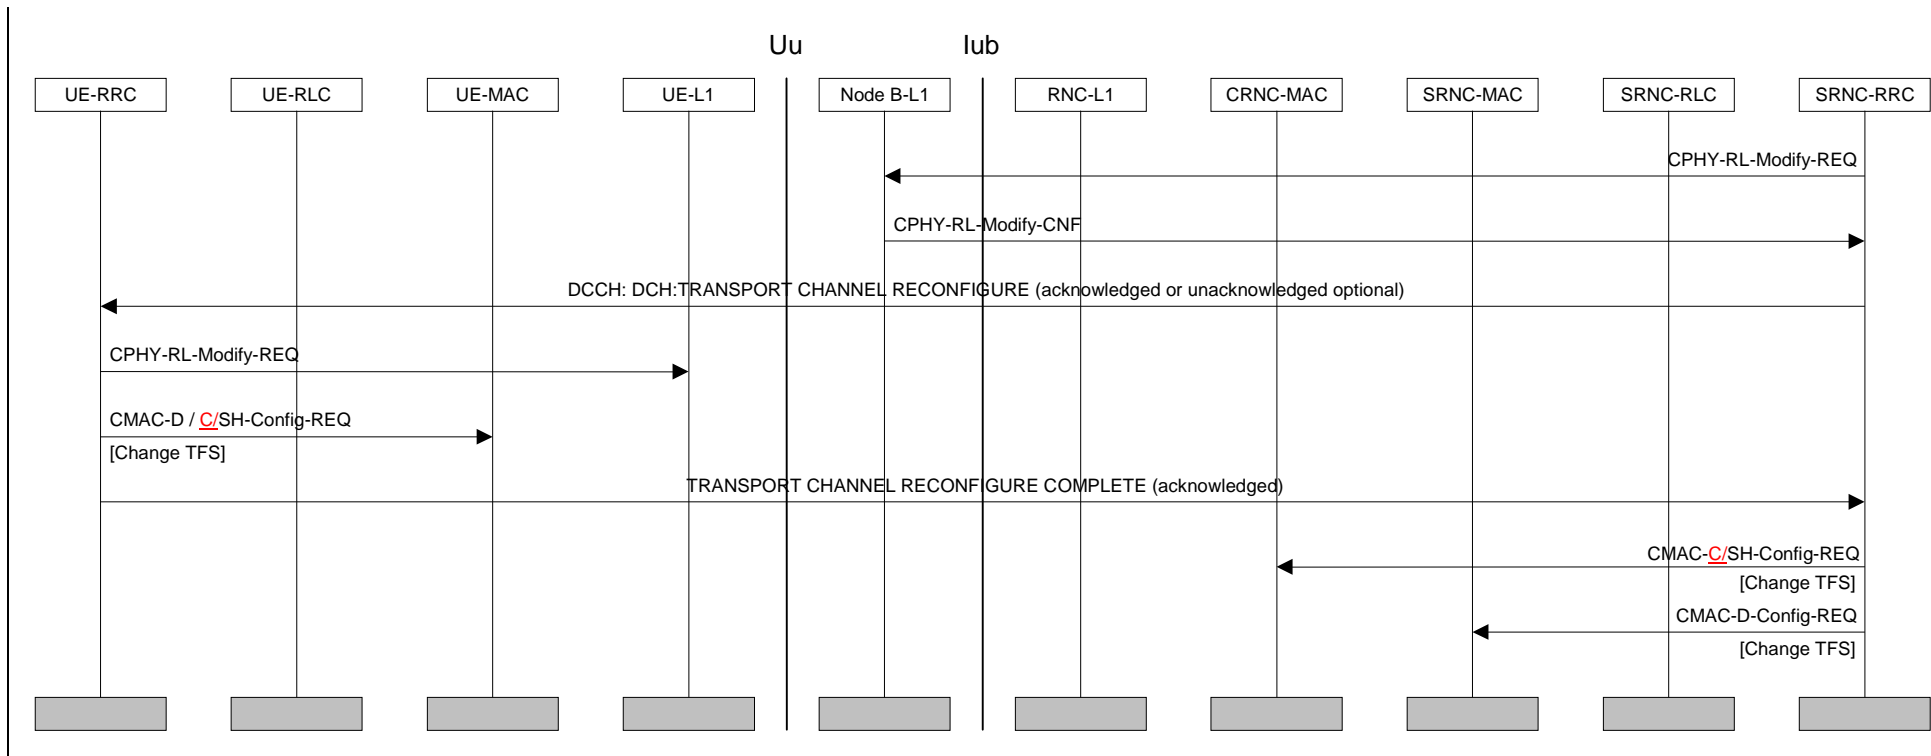 Uu Iub
UE-RRC UE-RLC UE-MAC UE-L1 Node B-L1 RNC-L1 CRNC-MAC SRNC-MAC SRNC-RLC SRNC-RRC
CPHY-RL-Modify-REQ
CPHY-RL-Modify-CNF
DCCH: DCH:TRANSPORT CHANNEL RECONFIGURE (acknowledged or unacknowledged optional)
CPHY-RL-Modify-REQ
CMAC-D / C/SH-Config-REQ
[Change TFS]
TRANSPORT CHANNEL RECONFIGURE COMPLETE (acknowledged)
CMAC-C/SH-Config-REQ
[Change TFS]
CMAC-D-Config-REQ
[Change TFS]